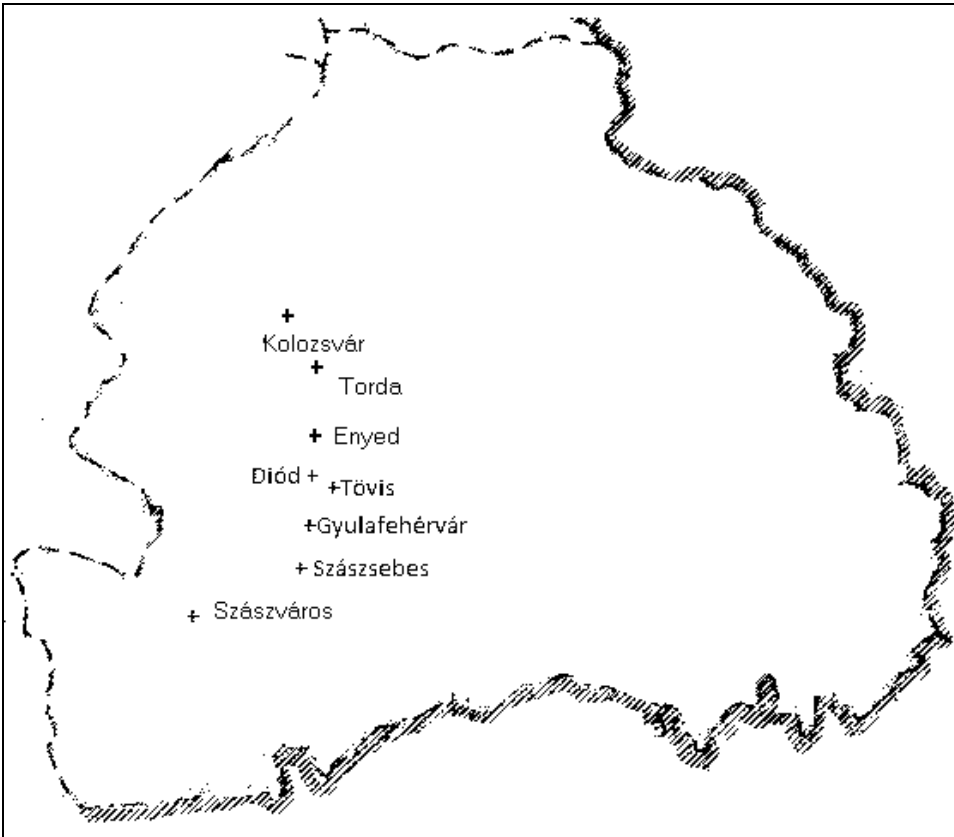 Kolozsvár
Torda
Enyed
Diód
Tövis
Gyulafehérvár
Szászsebes
Szászváros